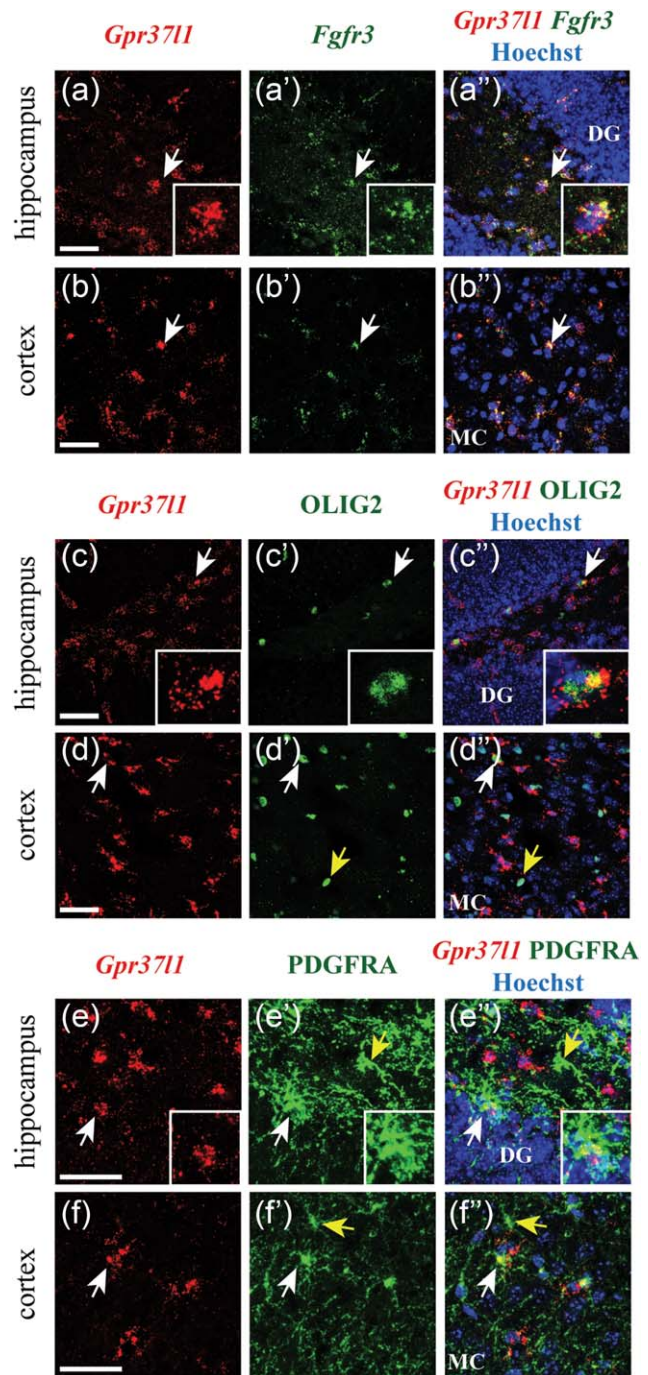 Gpr37l1 Fgfr3 Gpr37l1 Fgfr3
Hoechst
hippocampus
(a) (a') (a'')
DG
cortex
(b) (b') (b'')
MC
Gpr37l1 OLIG2 Gpr37l1 OLIG2
Hoechst
hippocampus
(c) (c') (c'')
DG
cortex
(d) (d') (d'')
MC
Gpr37l1 PDGFRA Gpr37l1 PDGFRA
Hoechst
hippocampus
(e) (e') (e'')
DG
cortex
(f) (f') (f'')
MC